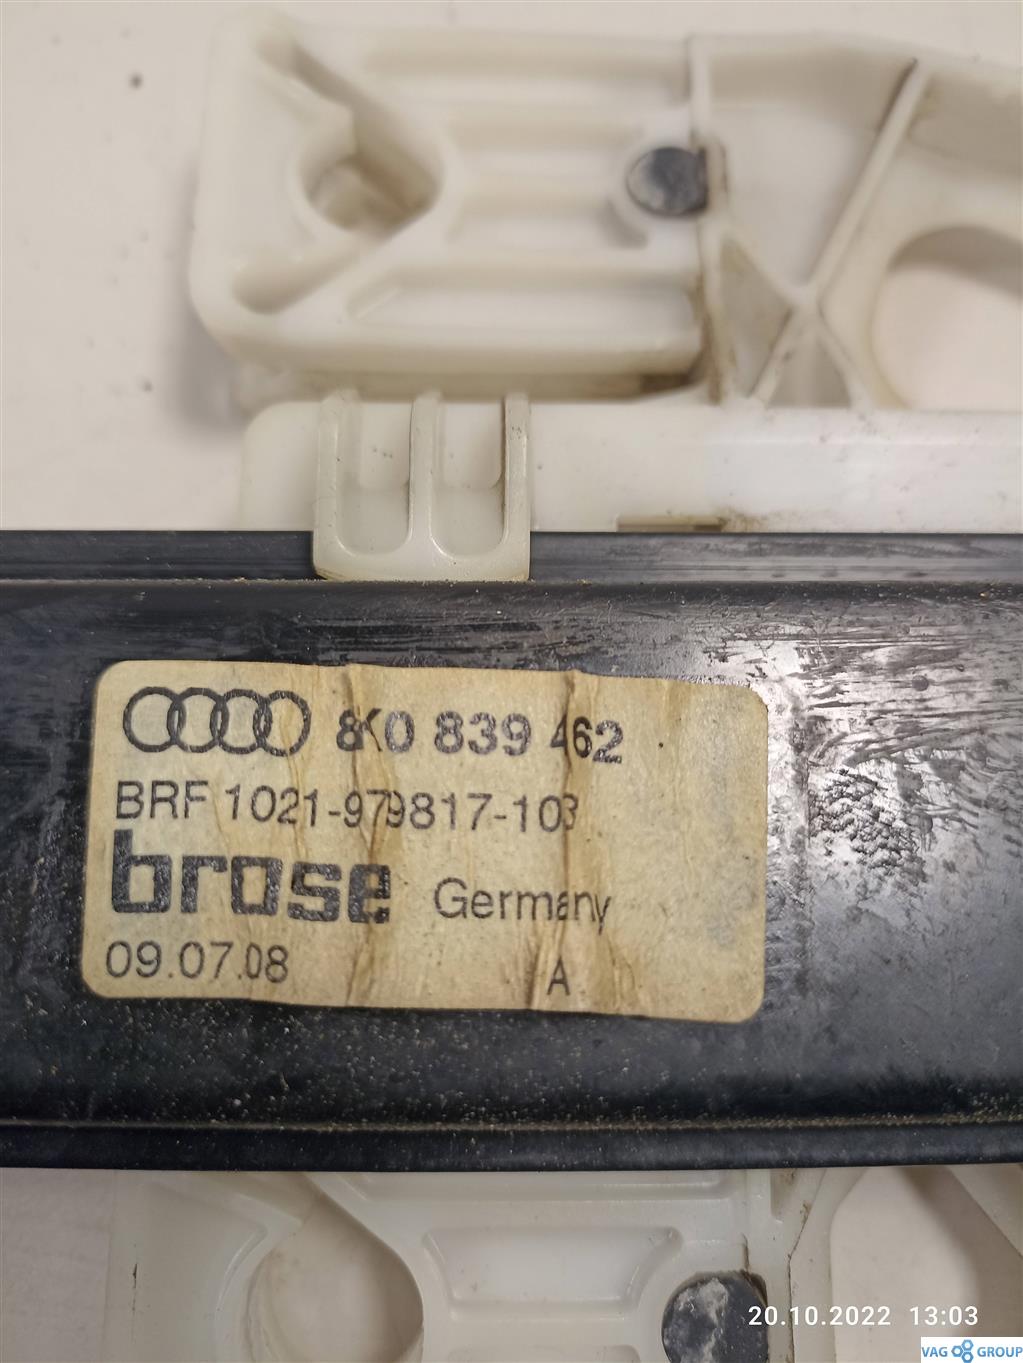 8K0 839 462
BRF 1021-979817-103
brose Germany
09.07.08 A
20.10.2022 13:03
VAG GROUP